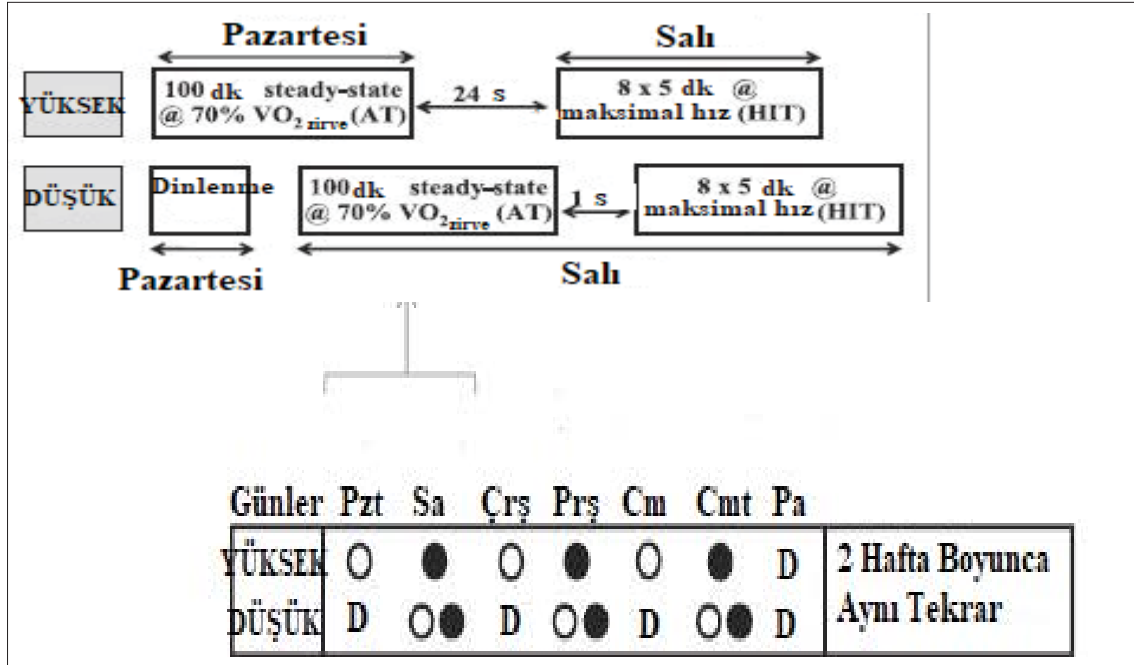 Pazartesi Salı
YÜKSEK 100 dk steady-state 24 s 8 x 5 dk @
@ 70% VO2 zirve (AT) maksimal hız (HIT)
DÜŞÜK Dinlenme 100 dk steady-state 1 s 8 x 5 dk @
@ 70% VO2zirve (AT) maksimal hız (HIT)
Pazartesi Salı
Günler Pzt Sa Çrş Prş Cm Cmt Pa
YÜKSEK D 2 Hafta Boyunca
DÜŞÜK D D D D Aynı Tekrar